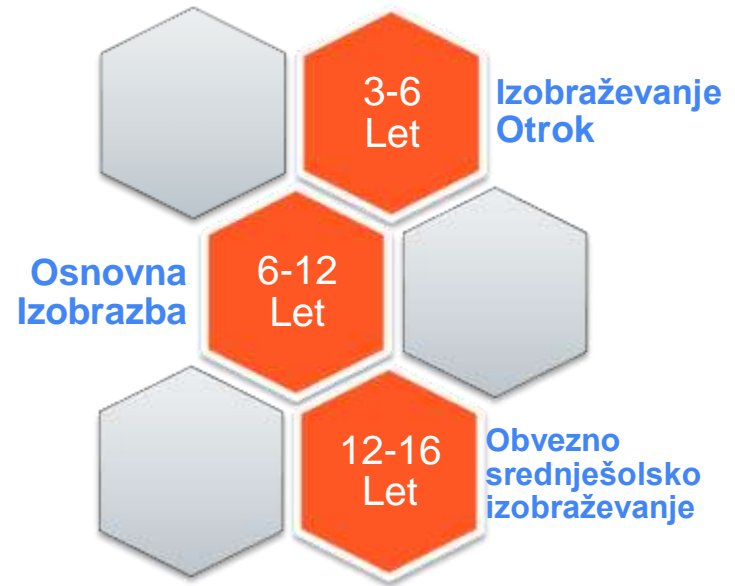 3-6
Let
Izobraževanje
Otrok
Osnovna
Izobrazba
6-12
Let
12-16
Let
Obvezno
srednješolsko
izobraževanje